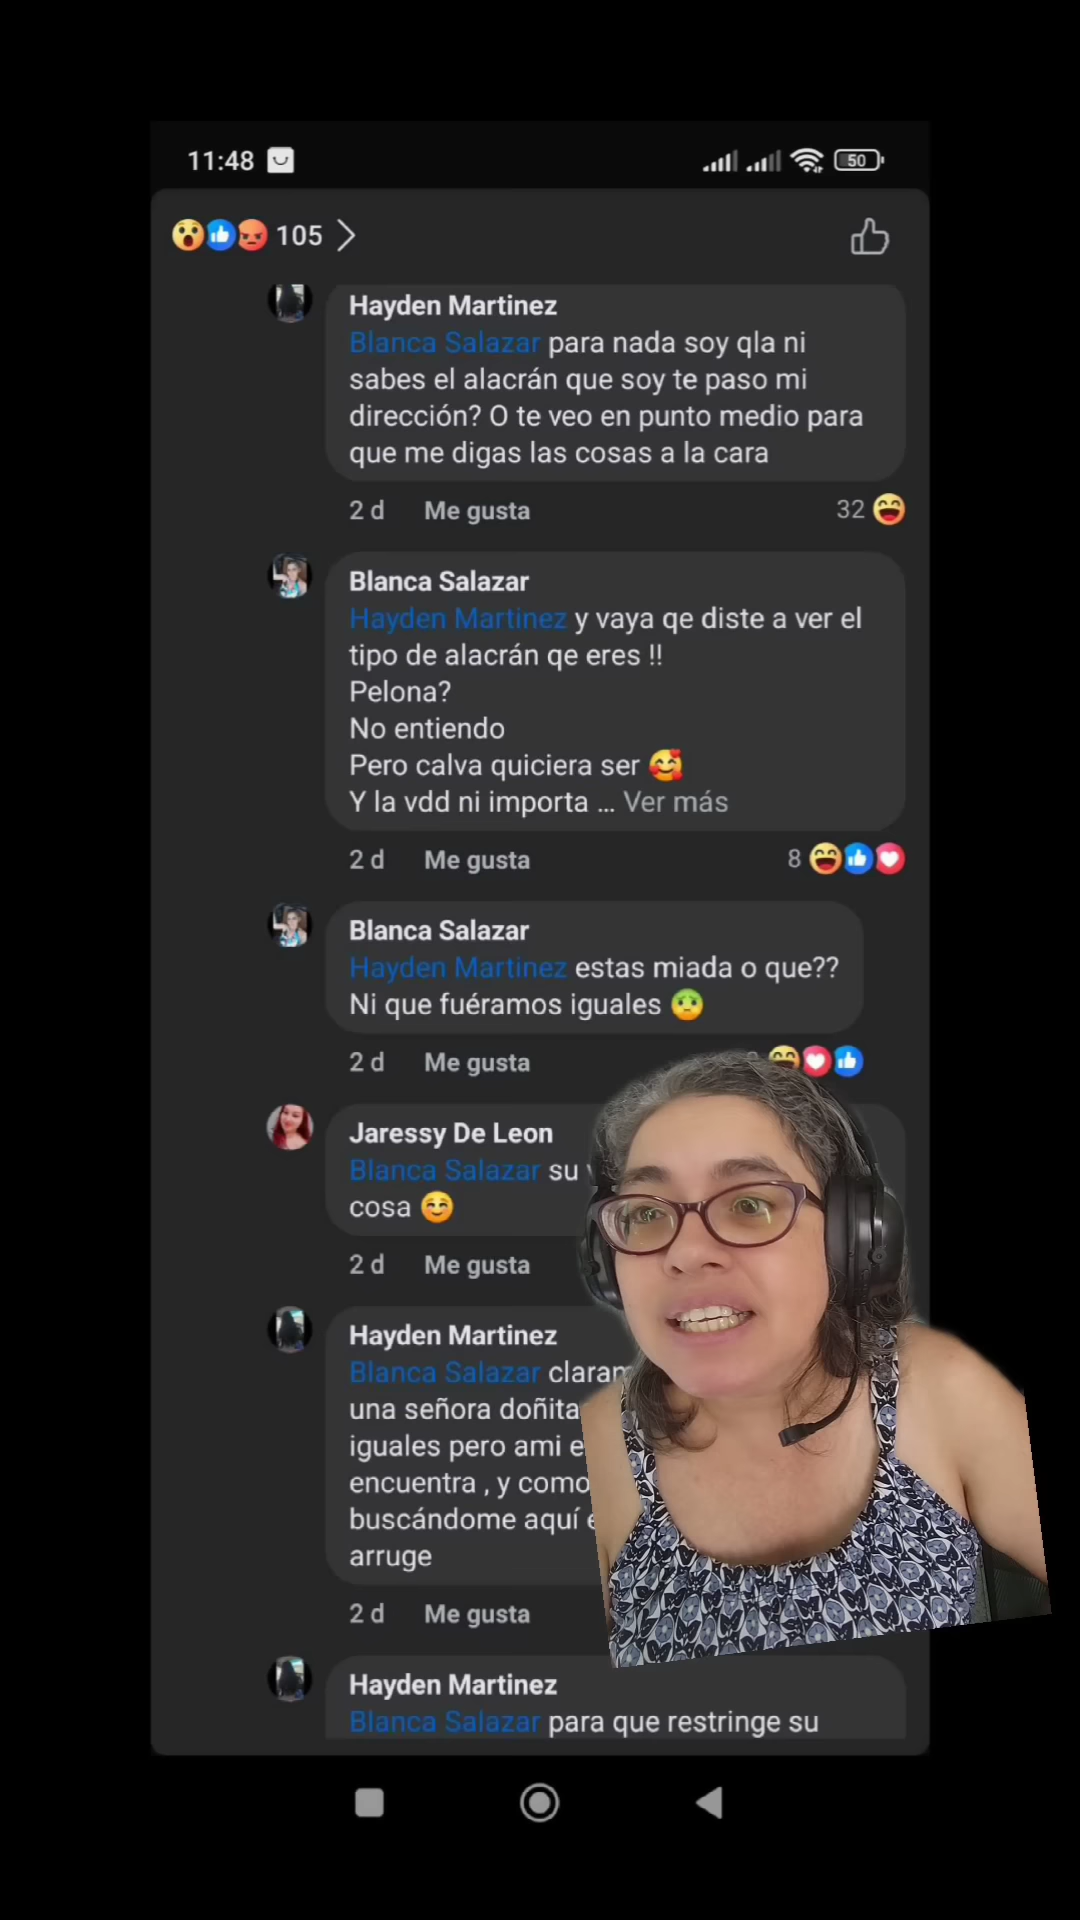 11:48
50
105
Hayden Martinez
Blanca Salazar para nada soy qla ni
sabes el alacrán que soy te paso mi
dirección? O te veo en punto medio para
que me digas las cosas a la cara
2 d Me gusta 32
Blanca Salazar
Hayden Martinez y vaya qe diste a ver el
tipo de alacrán qe eres !!
Pelona?
No entiendo
Pero calva quiciera ser 🥰
Y la vdd ni importa ... Ver más
2 d Me gusta 8
Blanca Salazar
Hayden Martinez estas miada o que??
Ni que fuéramos iguales 🤢
2 d Me gusta
Jaressy De Leon
Blanca Salazar su
cosa ☺️
2 d Me gusta
Hayden Martinez
Blanca Salazar
una señora doñita
iguales pero ami
encuentra , y como
buscándome aquí
arruge
2 d Me gusta
Hayden Martinez
Blanca Salazar para que restringe su